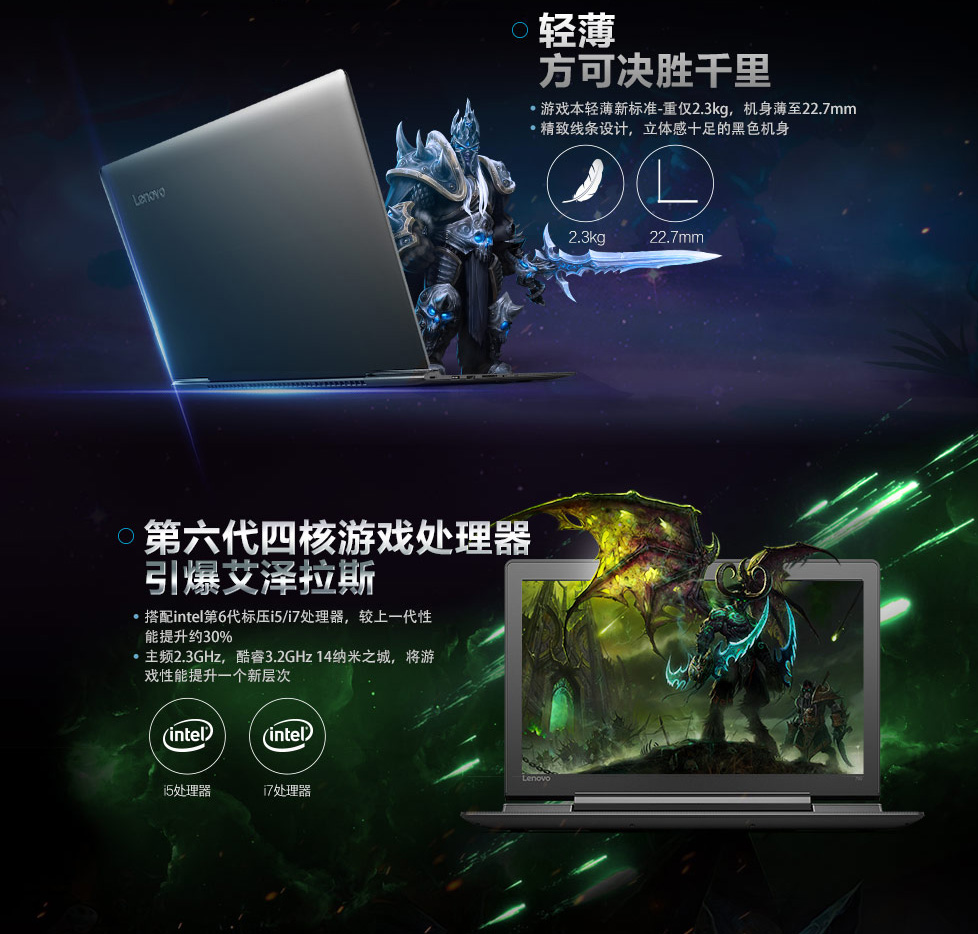 轻薄
方可决胜千里
游戏本轻薄新标准-重仅2.3kg，机身薄至22.7mm
精致线条设计，立体感十足的黑色机身
2.3kg
22.7mm
Lenovo
第六代四核游戏处理器
引爆艾泽拉斯
搭配intel第6代标压i5/i7处理器，较上一代性
能提升约30%
主频2.3GHz，酷睿3.2GHz 14纳米之城，将游
戏性能提升一个新层次
intel
intel
i5处理器
i7处理器
Lenovo